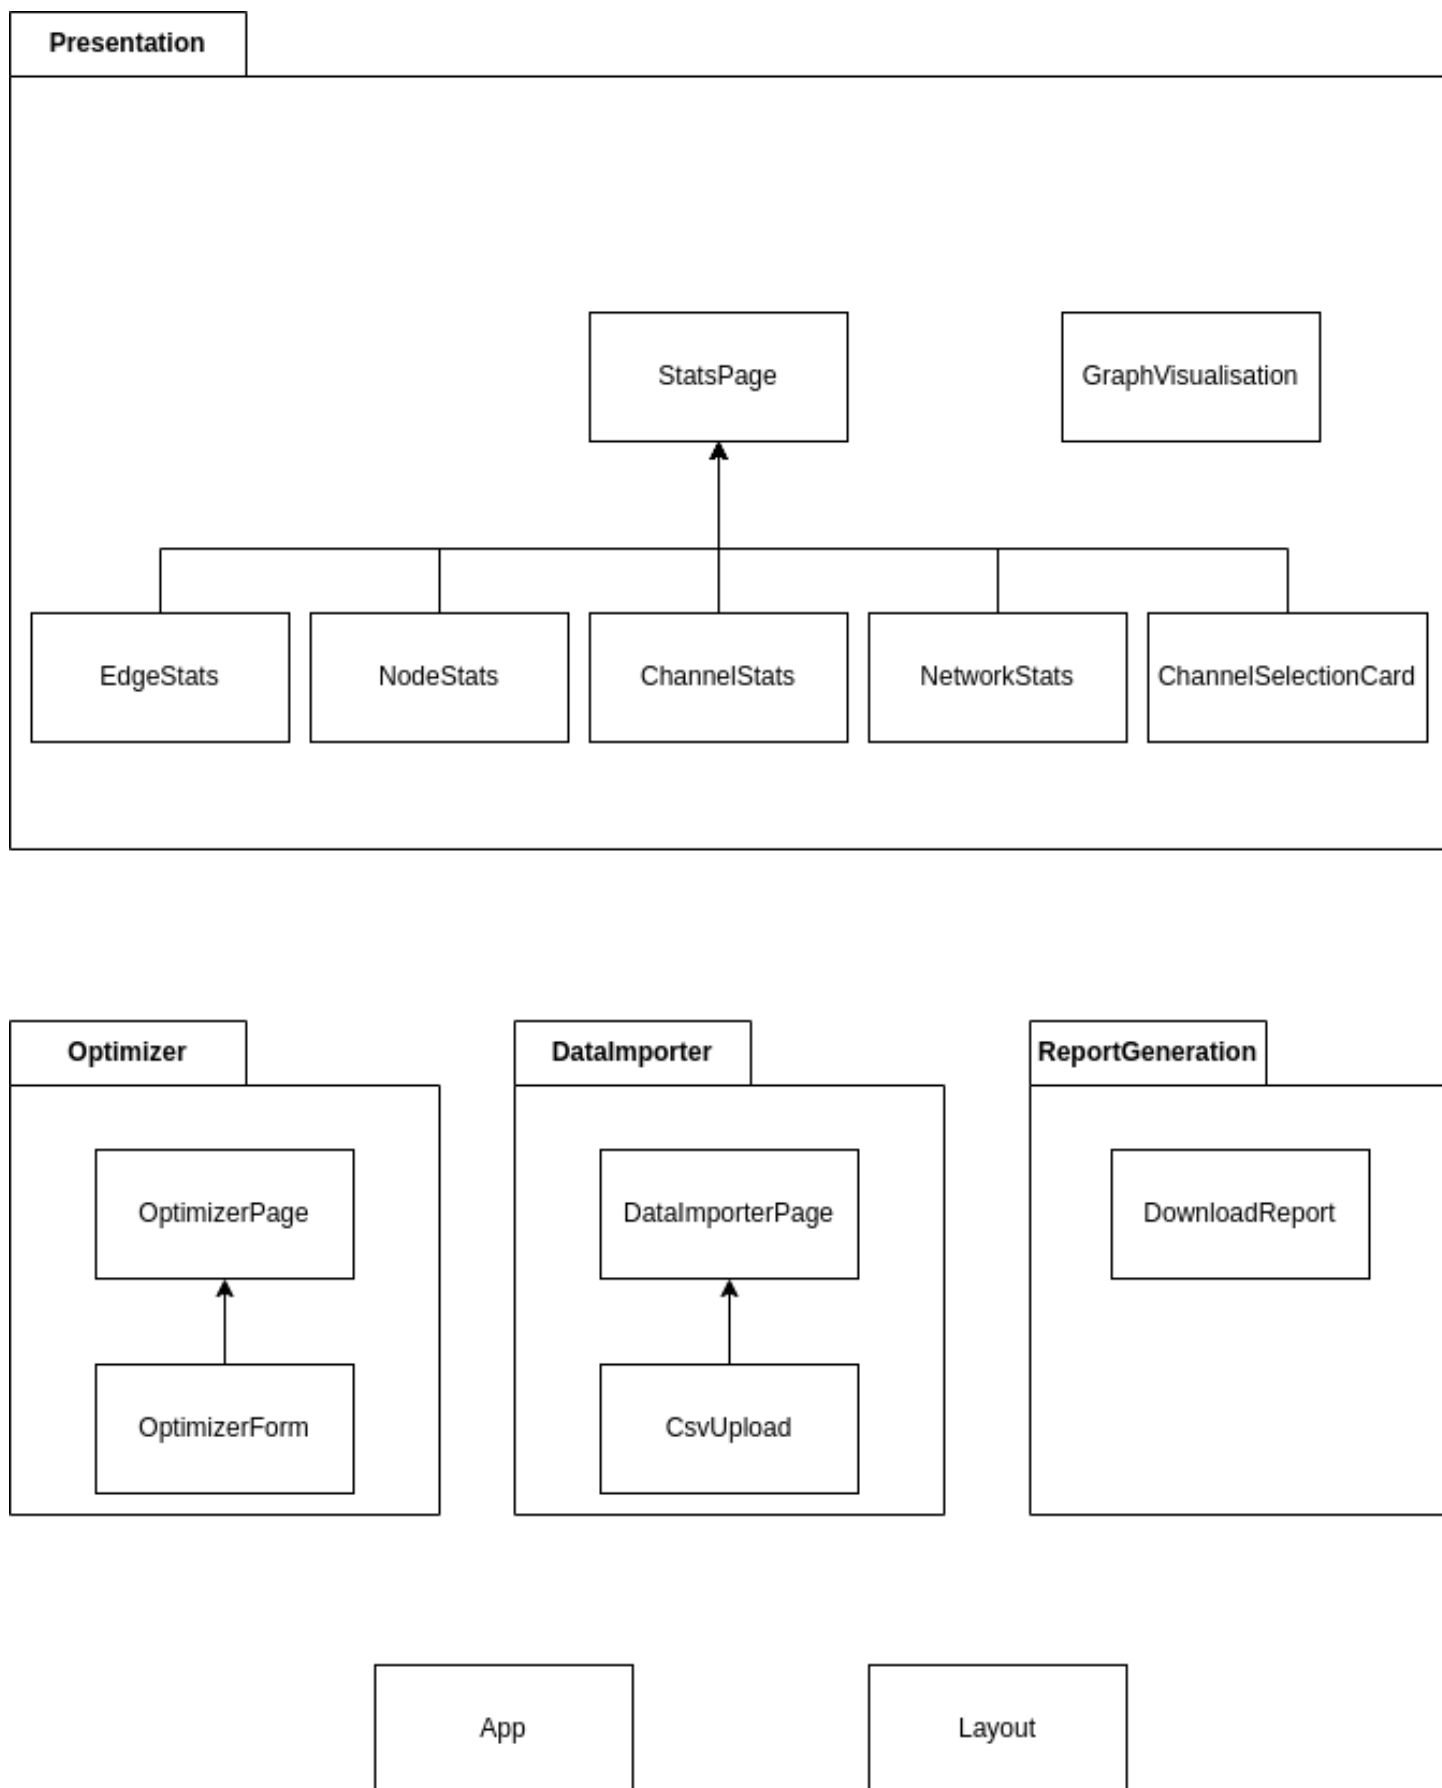 Presentation
StatsPage
GraphVisualisation
EdgeStats
NodeStats
ChannelStats
NetworkStats
ChannelSelectionCard
Optimizer
DataImporter
ReportGeneration
OptimizerPage
DataImporterPage
DownloadReport
OptimizerForm
CsvUpload
App
Layout